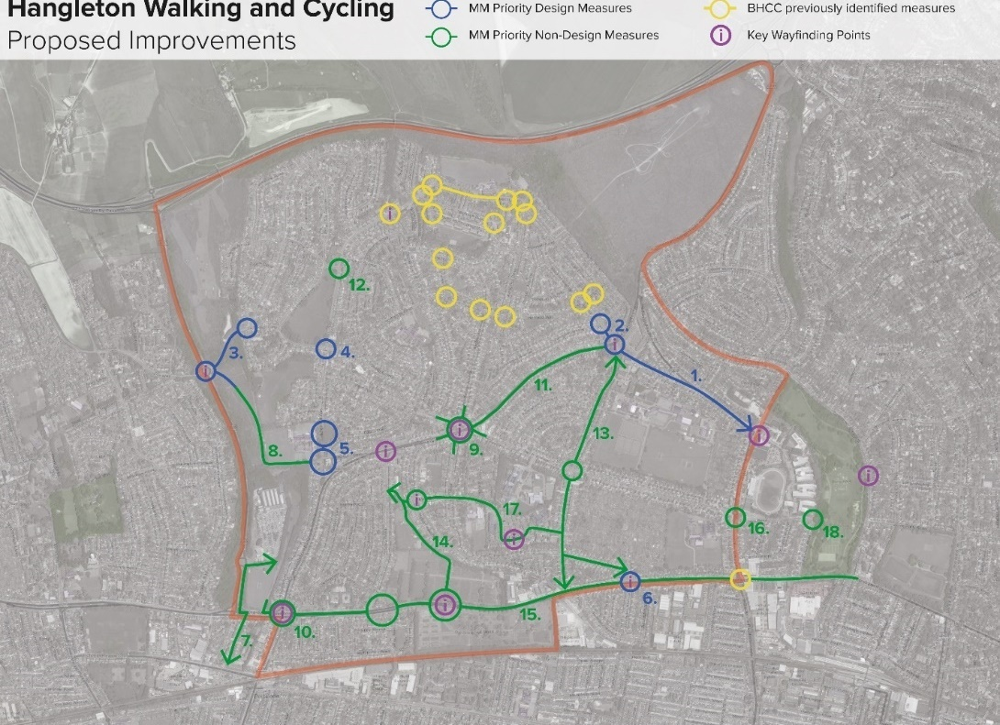 Hangleton Walking and Cycling
Proposed Improvements
MM Priority Design Measures
MM Priority Non-Design Measures
BHCC previously identified measures
i Key Wayfinding Points
i
12.
3.
4.
2.
i
i
1.
11.
8.
5.
i
9.
i
13.
i
i
i
17.
14.
i
16.
18.
i
6.
i
15.
i
10.
7.